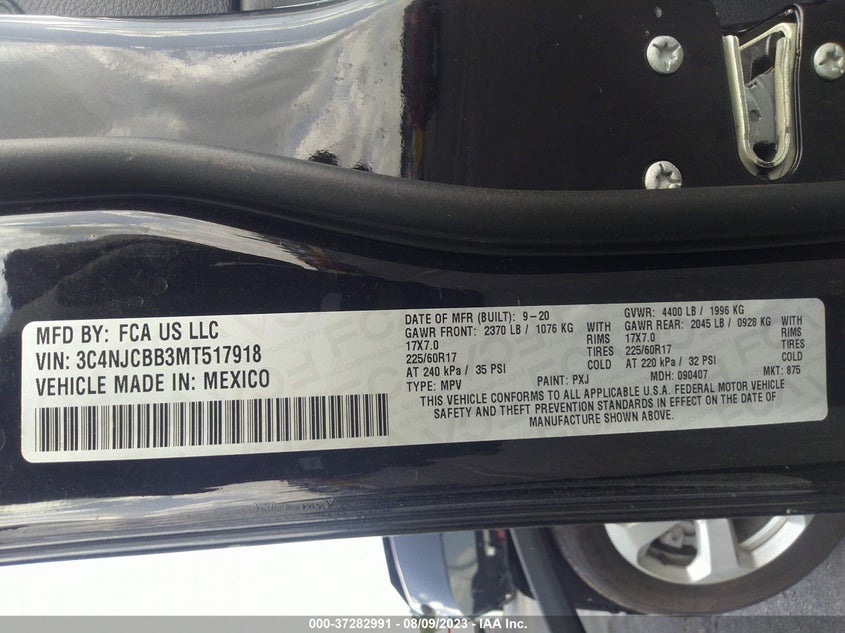 MFD BY: FCA US LLC
VIN: 3C4NJCBB3MT517918
VEHICLE MADE IN: MEXICO
DATE OF MFR (BUILT): 9-20
GAWR FRONT: 2370 LB / 1076 KG WITH
17X7.0 RIMS
225/60R17 TIRES
AT 240 kPa / 35 PSI COLD
TYPE: MPV PAINT: PXJ
GVWR: 4400 LB / 1996 KG
GAWR REAR: 2045 LB / 0928 KG WITH
17X7.0 RIMS
225/60R17 TIRES
AT 220 kPa / 32 PSI COLD
MDH: 090407 MKT: 875
THIS VEHICLE CONFORMS TO ALL APPLICABLE U.S.A. FEDERAL MOTOR VEHICLE
SAFETY AND THEFT PREVENTION STANDARDS IN EFFECT ON THE DATE OF
MANUFACTURE SHOWN ABOVE.
000-37282991 - 08/09/2023 - IAA Inc.